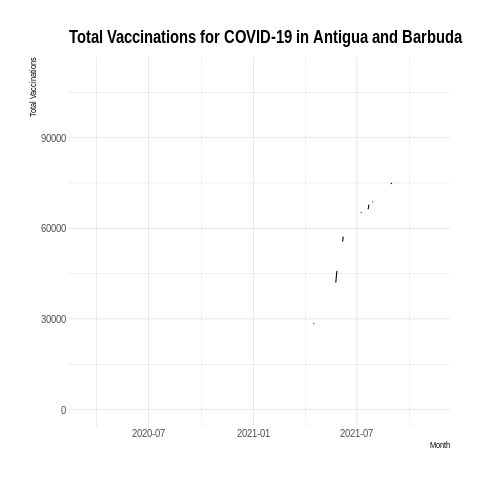 Total Vaccinations for COVID-19 in Antigua and Barbuda
Total Vaccinations
90000
60000
30000
0
2020-07 2021-01 2021-07
Month